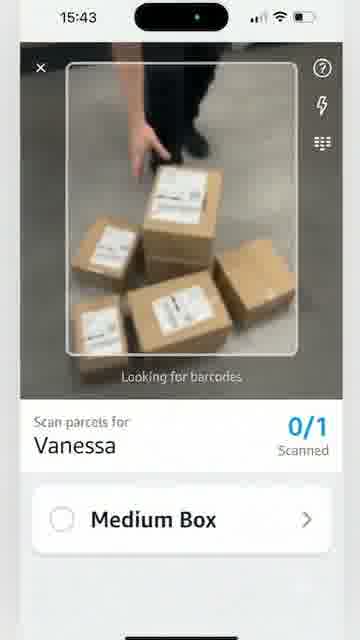 15:43
Looking for barcodes
Scan parcels for
Vanessa
0/1
Scanned
Medium Box